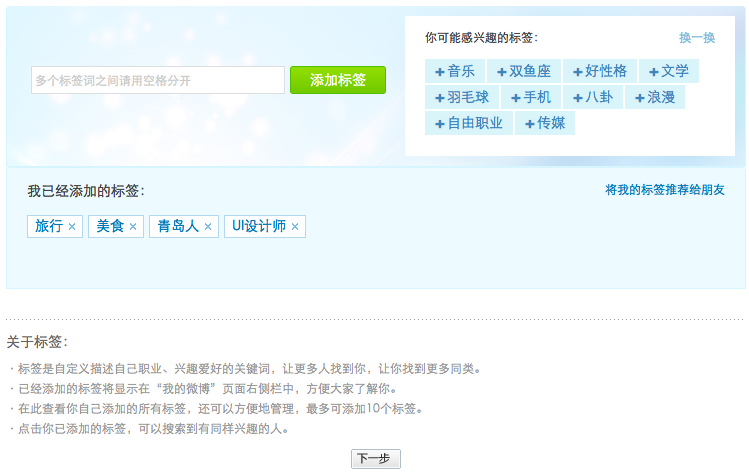 你可能感兴趣的标签： 换一换
多个标签词之间请用空格分开 添加标签
+音乐 +双鱼座 +好性格 +文学
+羽毛球 +手机 +八卦 +浪漫
+自由职业 +传媒
我已经添加的标签： 将我的标签推荐给朋友
旅行× 美食× 青岛人× UI设计师×
关于标签：
·标签是自定义描述自己职业、兴趣爱好的关键词，让更多人找到你，让你找到更多同类。
·已经添加的标签将显示在“我的微博”页面右侧栏中，方便大家了解你。
·在此查看你自己添加的所有标签，还可以方便地管理，最多可添加10个标签。
·点击你已添加的标签，可以搜索到有同样兴趣的人。
下一步